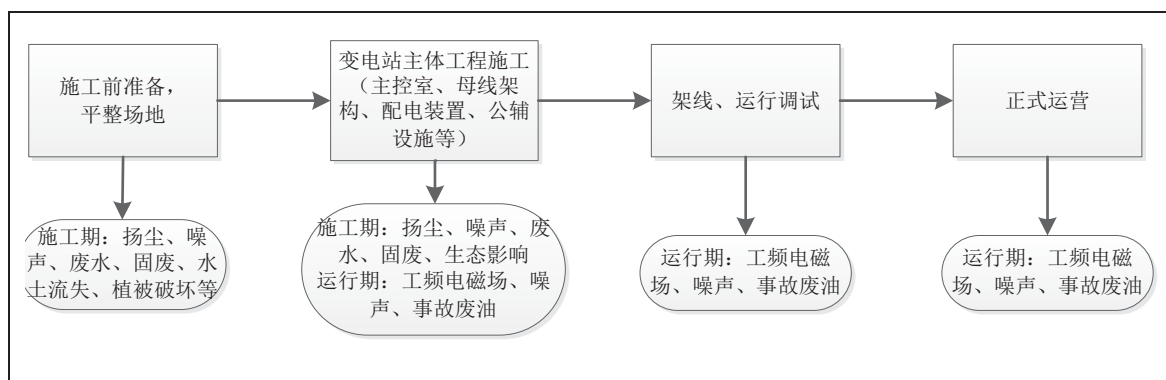 施工前准备，
平整场地
变电站主体工程施工
（主控室、母线架
构、配电装置、公辅
设施等）
架线、运行调试
正式运营
施工期：扬尘、噪
声、废水、固废、水
土流失、植被破坏等
施工期：扬尘、噪声、废
水、固废、生态影响
运行期：工频电磁场、噪
声、事故废油
运行期：工频电磁
场、噪声、事故废油
运行期：工频电磁
场、噪声、事故废油